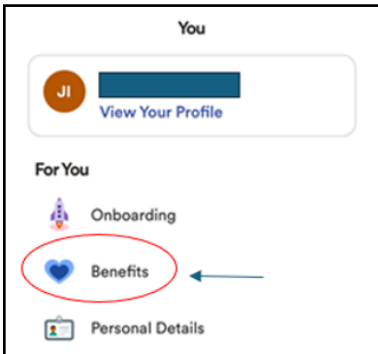 You
JI
View Your Profile
For You
Onboarding
Benefits
Personal Details